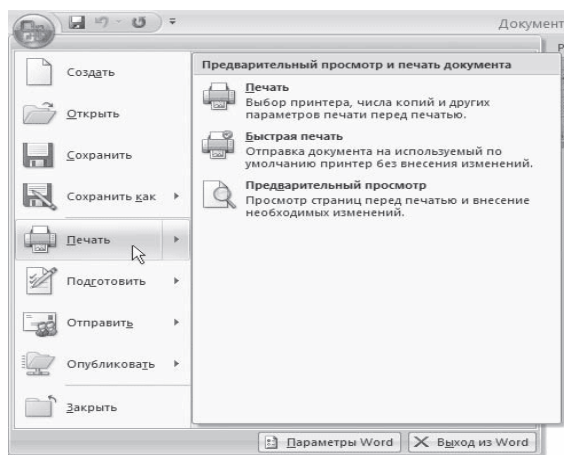 Документ
Создать
Открыть
Сохранить
Сохранить как
Печать
Подготовить
Отправить
Опубликовать
Закрыть
Предварительный просмотр и печать документа
Печать
Выбор принтера, числа копий и других
параметров печати перед печатью.
Быстрая печать
Отправка документа на используемый по
умолчанию принтер без внесения изменений.
Предварительный просмотр
Просмотр страниц перед печатью и внесение
необходимых изменений.
Параметры Word
Выход из Word